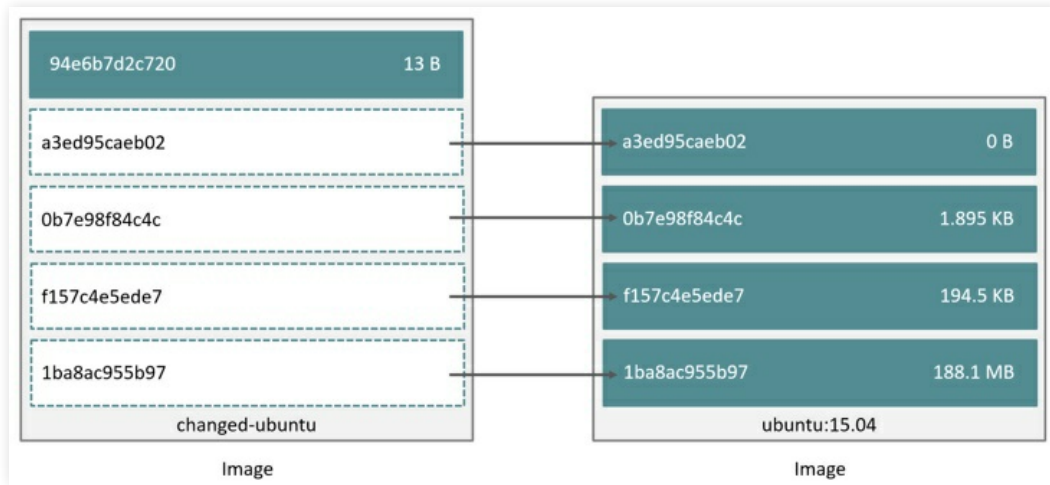 94e6b7d2c720 13 B
a3ed95caeb02
0b7e98f84c4c
f157c4e5ede7
1ba8ac955b97
changed-ubuntu
Image
a3ed95caeb02 0 B
0b7e98f84c4c 1.895 KB
f157c4e5ede7 194.5 KB
1ba8ac955b97 188.1 MB
ubuntu:15.04
Image